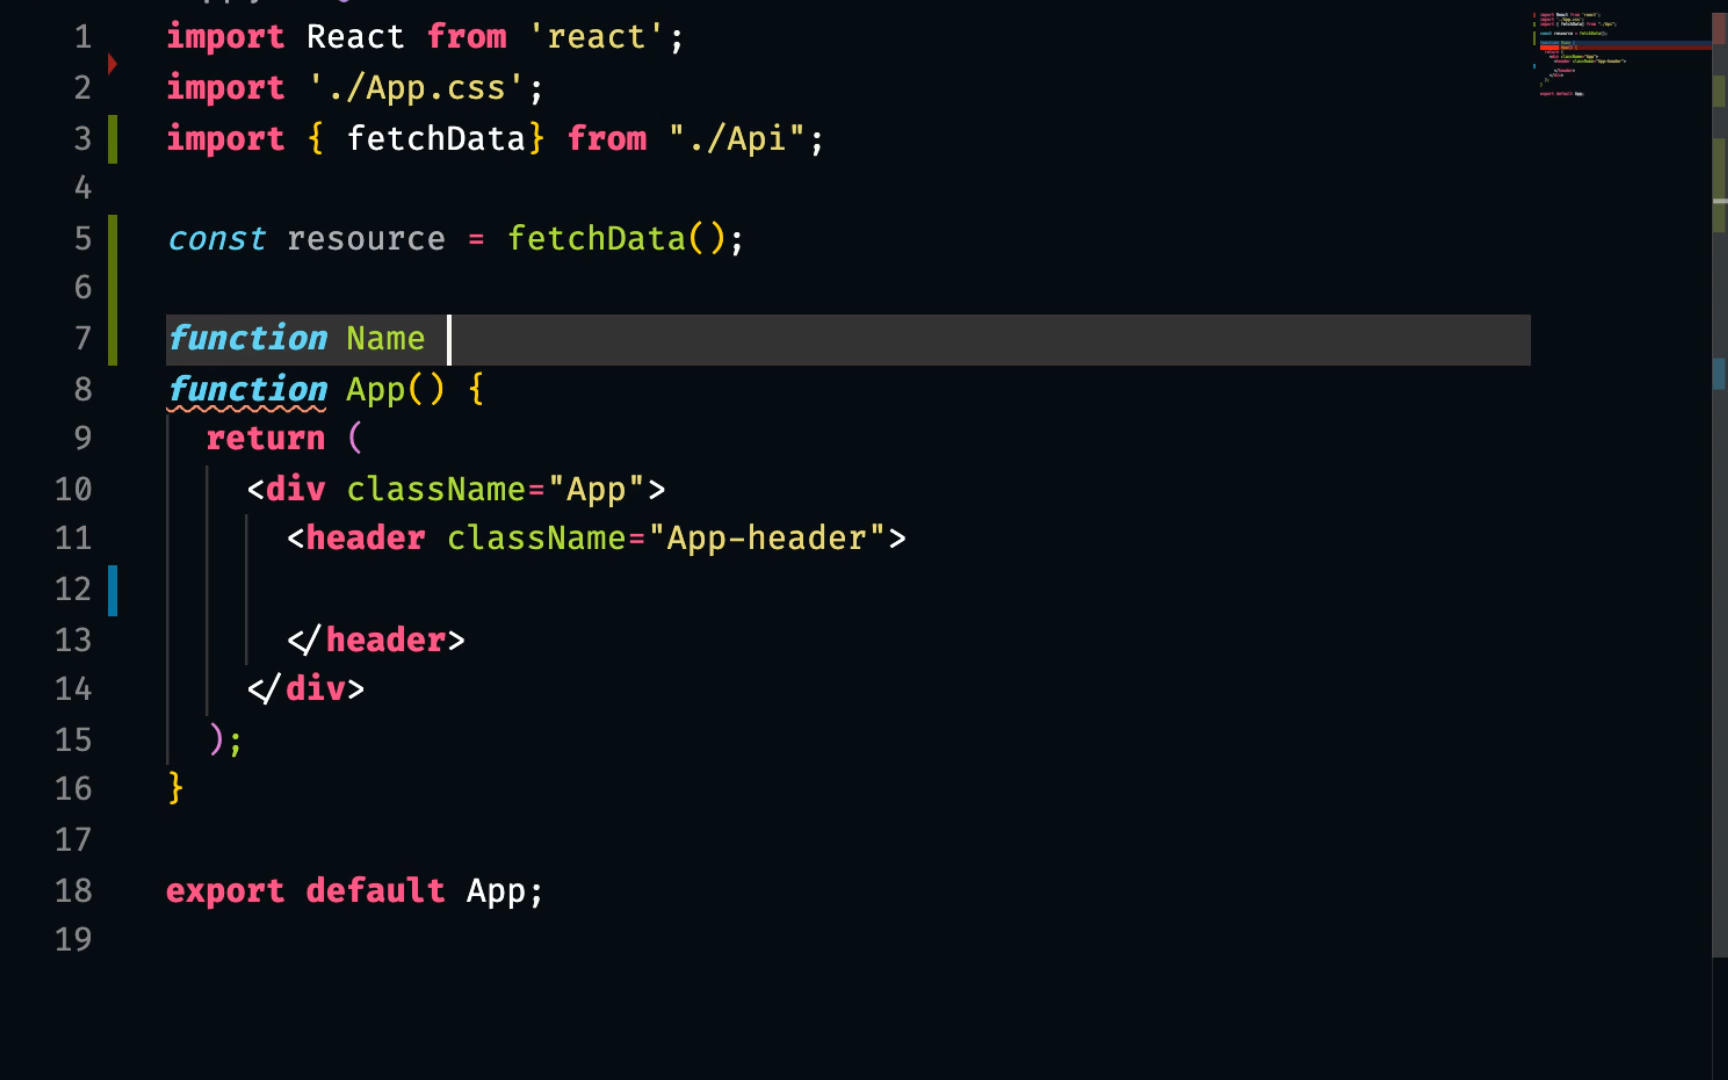 1 import React from 'react';
2 import './App.css';
3 import { fetchData} from "./Api";
4
5 const resource = fetchData();
6
7 function Name
8 function App() {
9 return (
10 <div className="App">
11 <header className="App-header">
12
13 </header>
14 </div>
15 );
16 }
17
18 export default App;
19